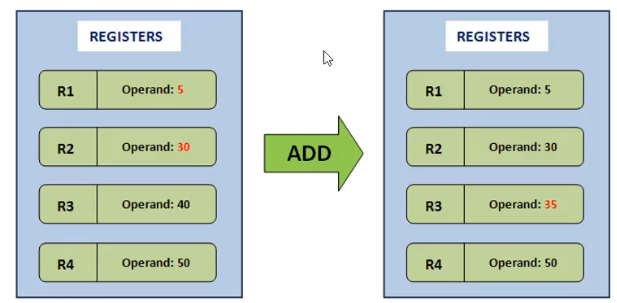 REGISTERS
R1 Operand: 5
R2 Operand: 30
R3 Operand: 40
R4 Operand: 50
ADD
REGISTERS
R1 Operand: 5
R2 Operand: 30
R3 Operand: 35
R4 Operand: 50